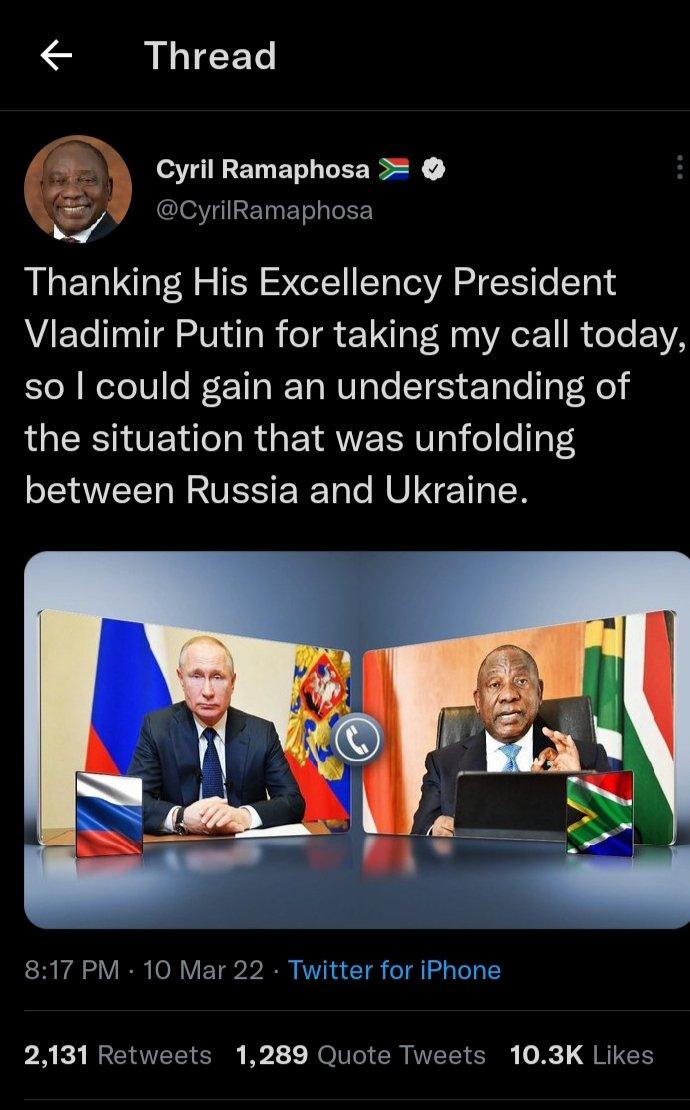 Thread
Cyril Ramaphosa 🇿🇦
@CyrilRamaphosa
Thanking His Excellency President
Vladimir Putin for taking my call today,
so I could gain an understanding of
the situation that was unfolding
between Russia and Ukraine.
8:17 PM · 10 Mar 22 · Twitter for iPhone
2,131 Retweets 1,289 Quote Tweets 10.3K Likes